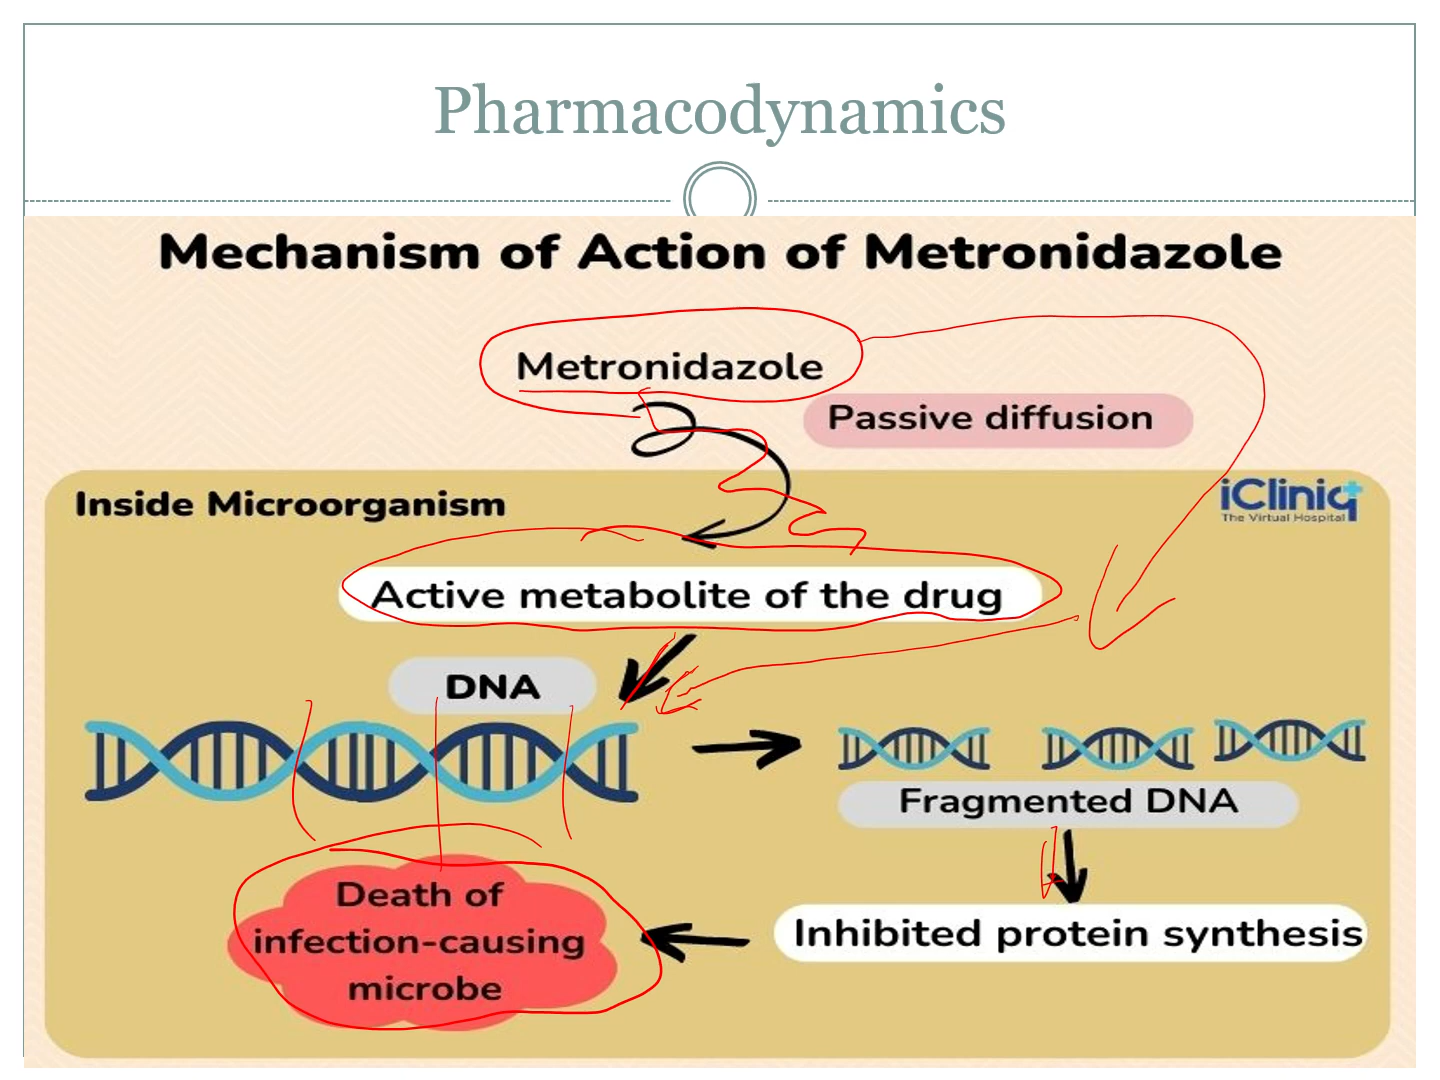 Pharmacodynamics
Mechanism of Action of Metronidazole
Metronidazole
Passive diffusion
Inside Microorganism
iCliniq
The Virtual Hospital
Active metabolite of the drug
DNA
Fragmented DNA
Death of
infection-causing
microbe
Inhibited protein synthesis